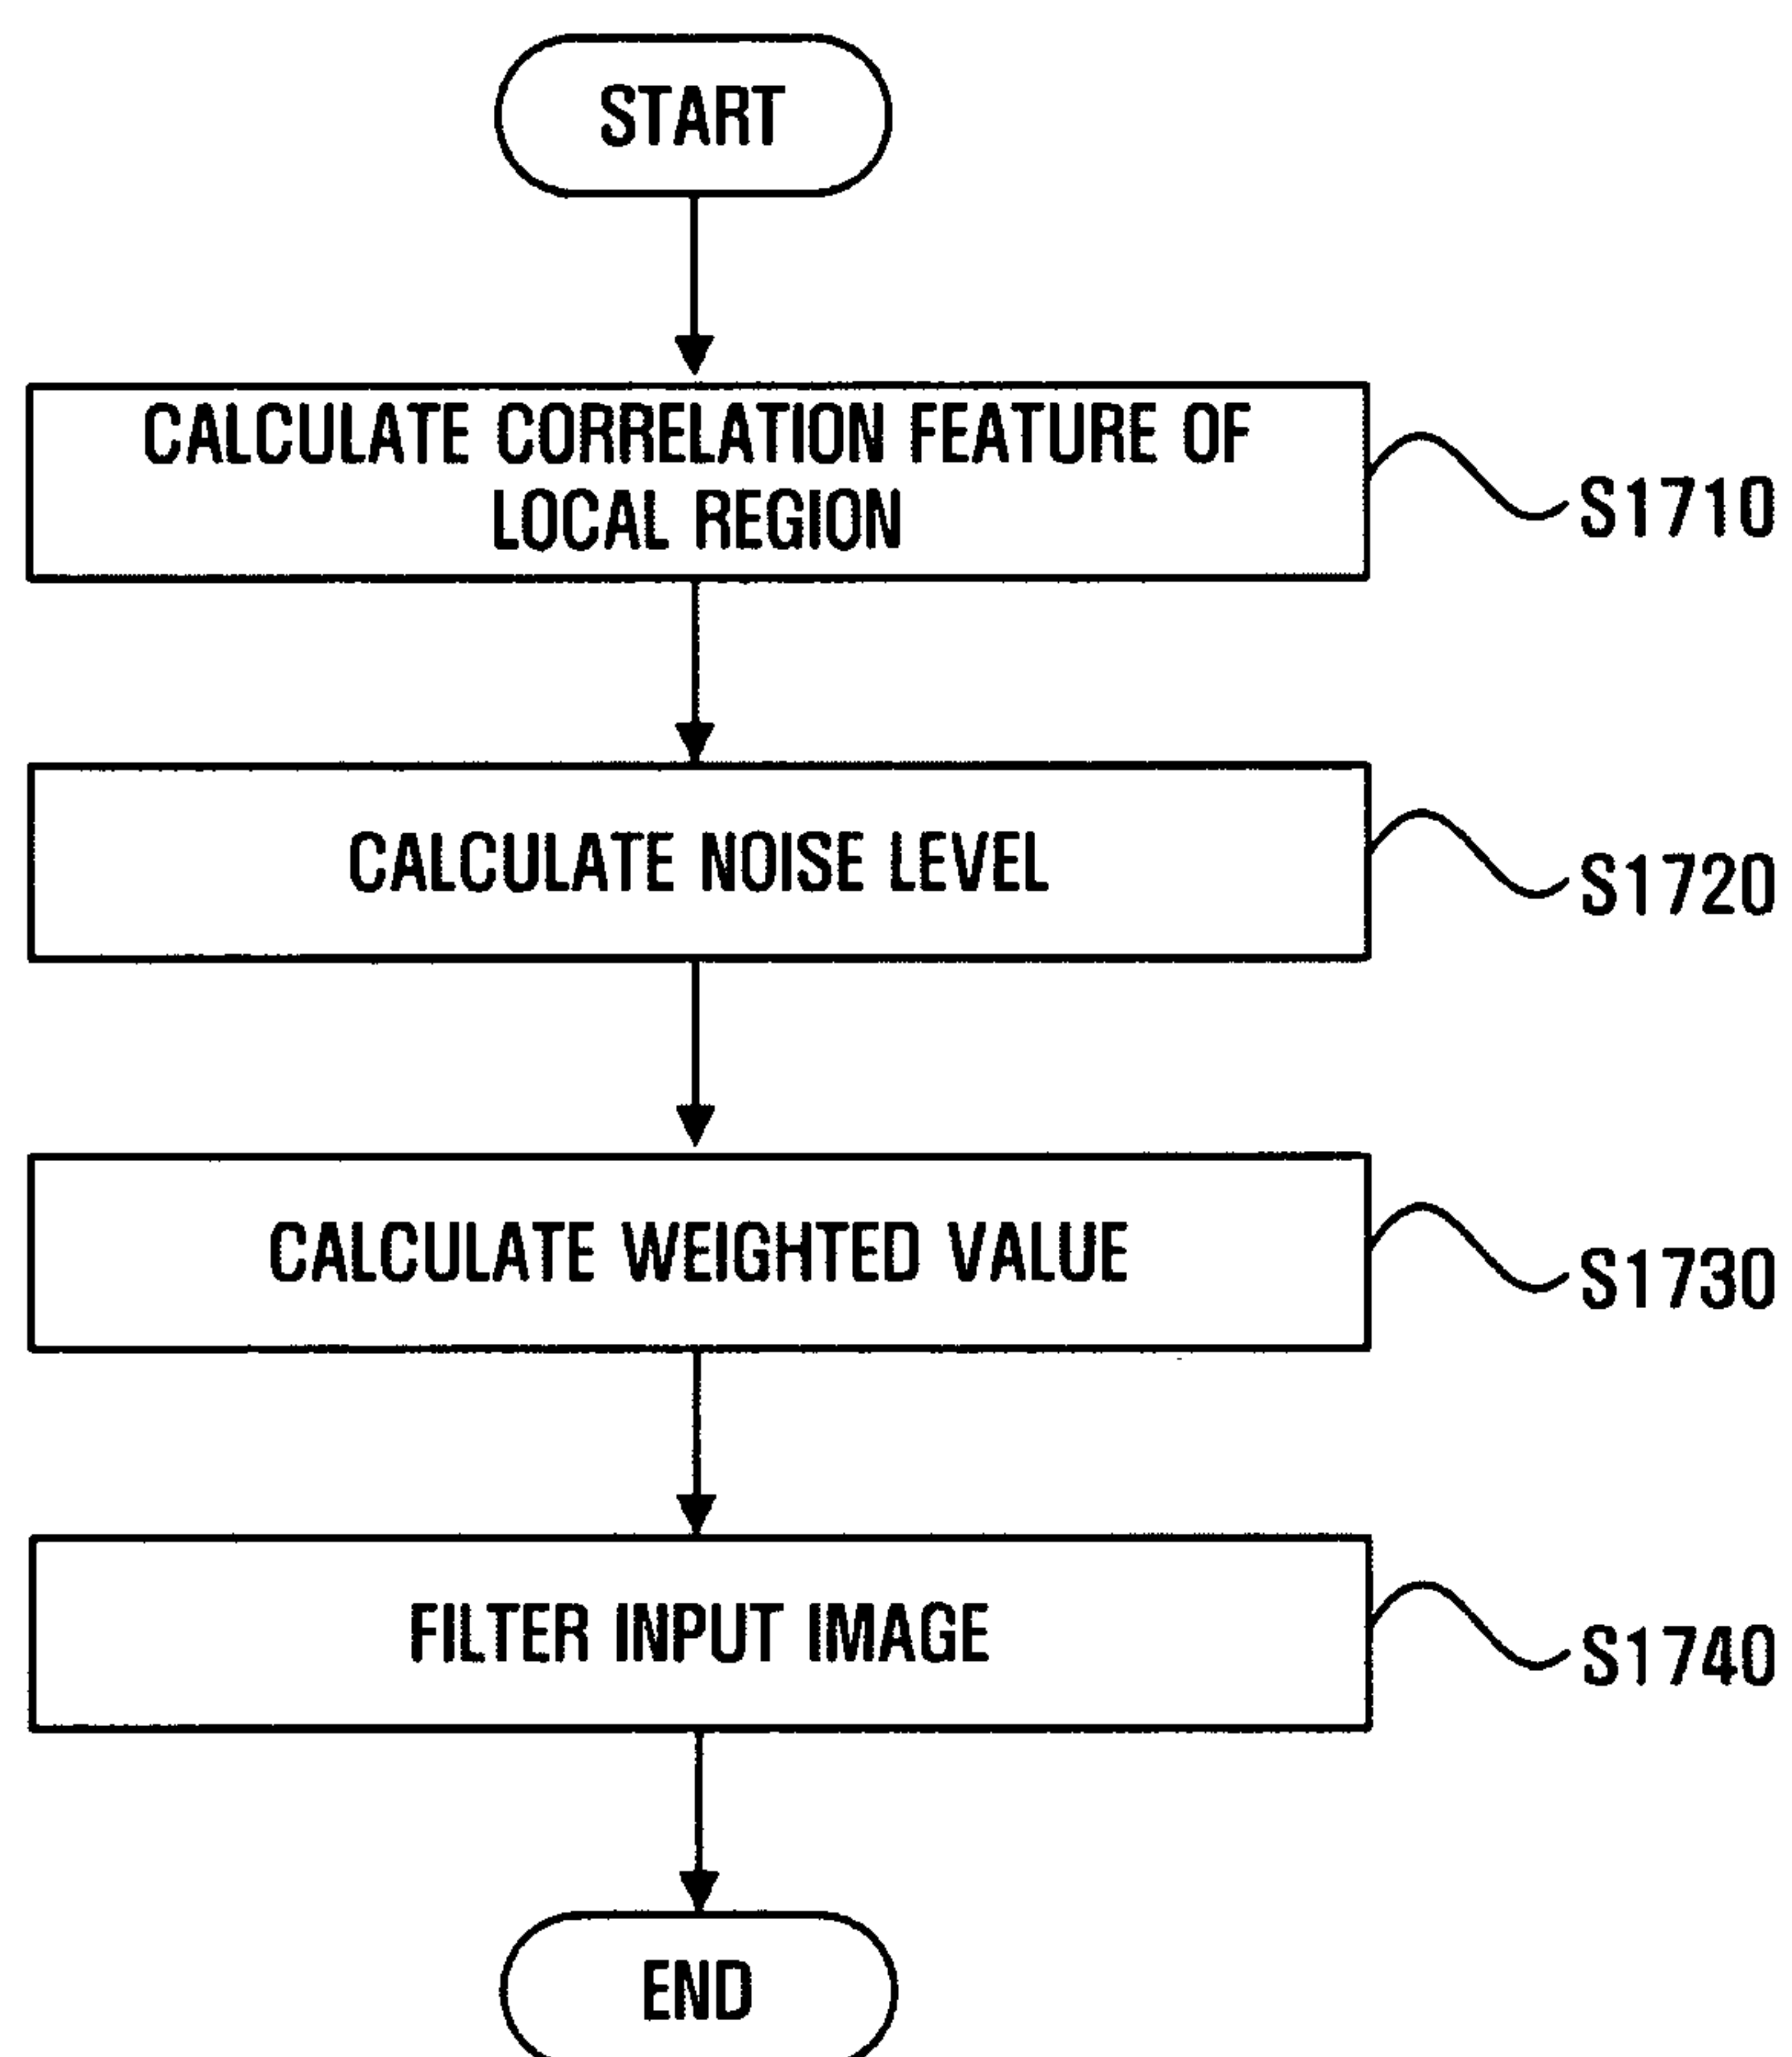 START
CALCULATE CORRELATION FEATURE OF
LOCAL REGION
S1710
CALCULATE NOISE LEVEL
S1720
CALCULATE WEIGHTED VALUE
S1730
FILTER INPUT IMAGE
S1740
END